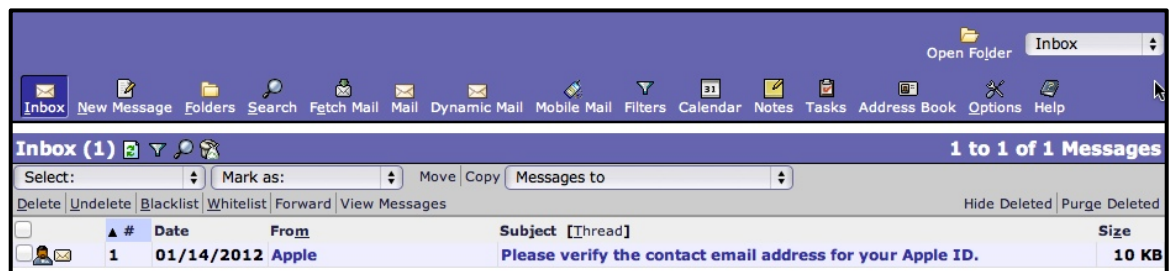 Open Folder Inbox
Inbox New Message Folders Search Fetch Mail Mail Dynamic Mail Mobile Mail Filters 31 Calendar Notes Tasks Address Book Options Help
Inbox (1) 1 to 1 of 1 Messages
Select: Mark as: Move Copy Messages to
Delete Undelete Blacklist Whitelist Forward View Messages Hide Deleted Purge Deleted
# Date From Subject [Thread] Size
1 01/14/2012 Apple Please verify the contact email address for your Apple ID. 10 KB